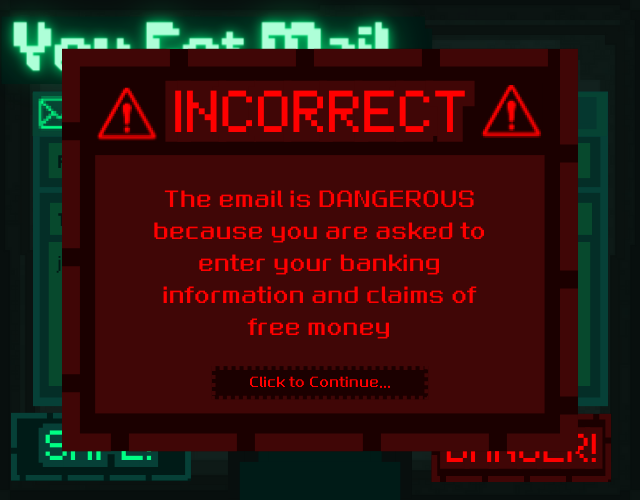 You Got Mail
INCORRECT
The email is DANGEROUS
because you are asked to
enter your banking
information and claims of
free money
Click to Continue...
SAFE!
DANGER!